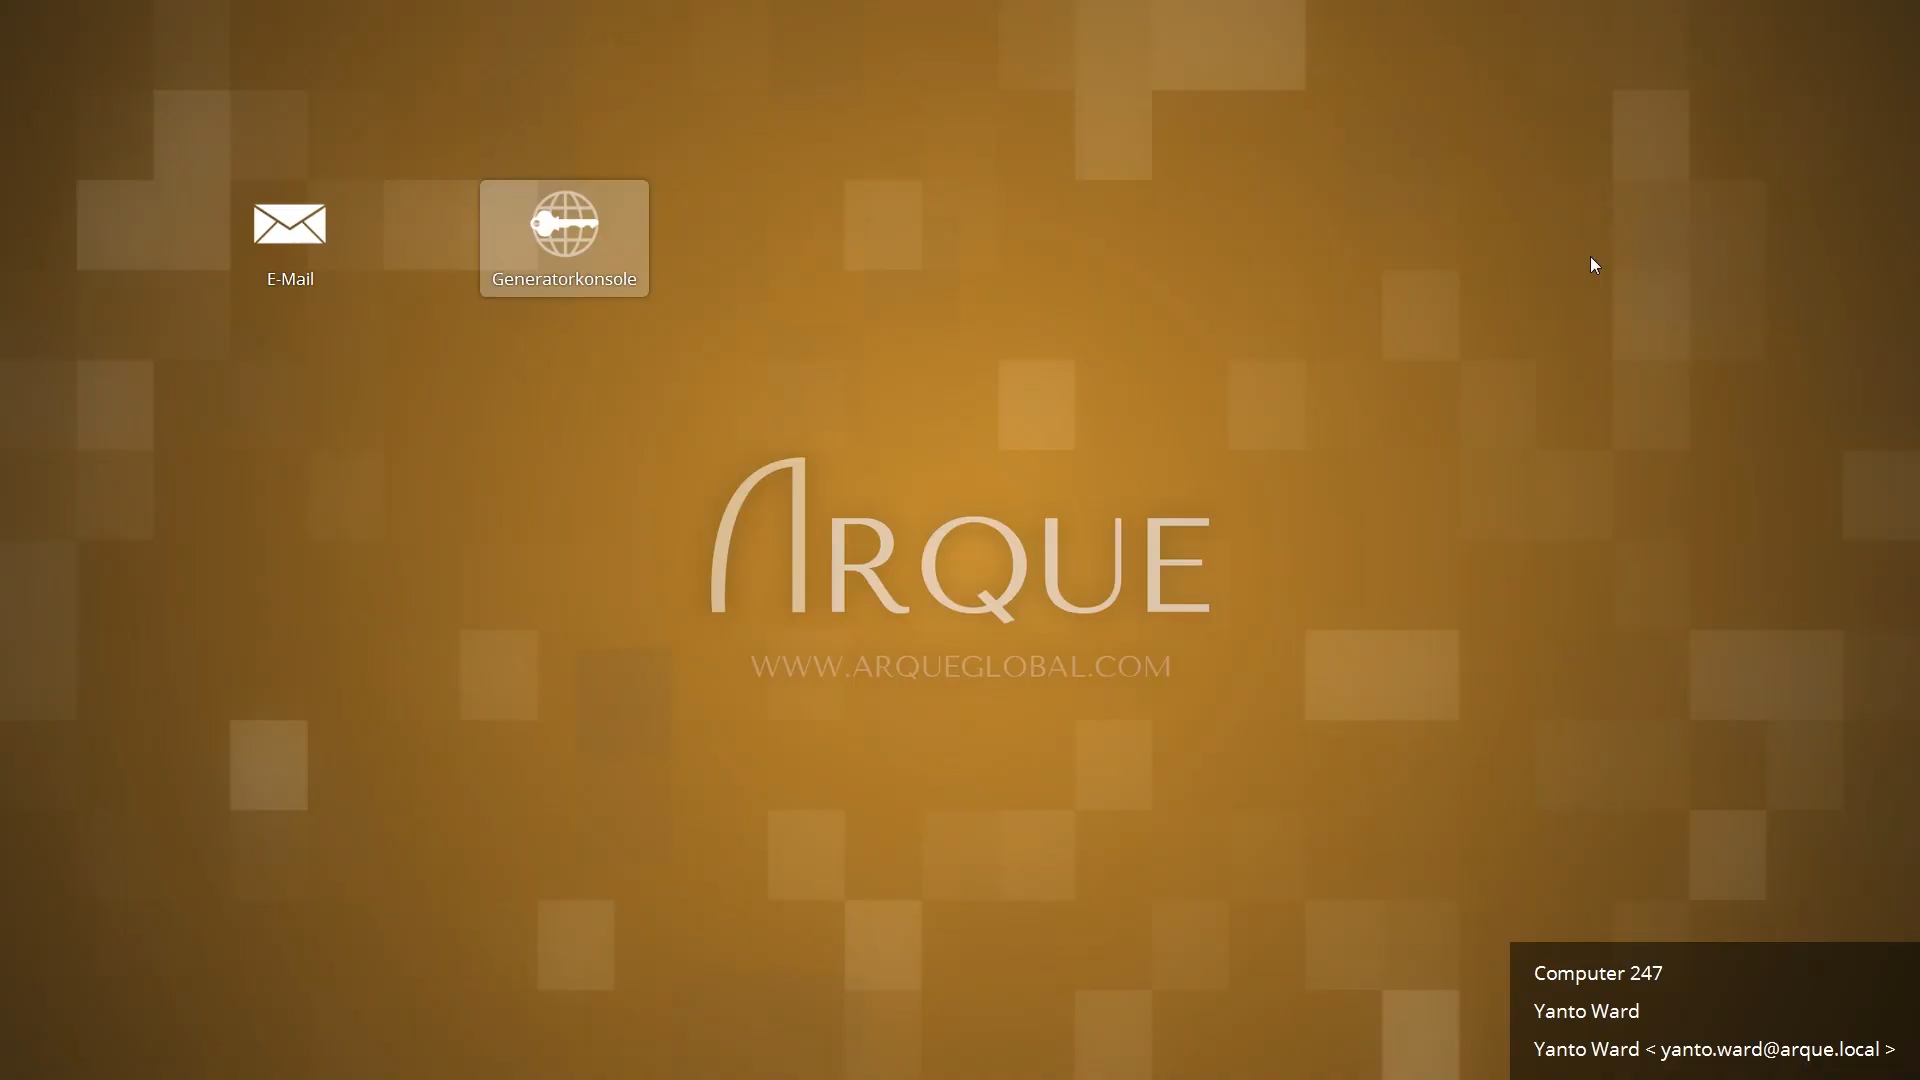 E-Mail
Generatorkonsole
ARQUE
WWW.ARQUEGLOBAL.COM
Computer 247
Yanto Ward
Yanto Ward < yanto.ward@arque.local >